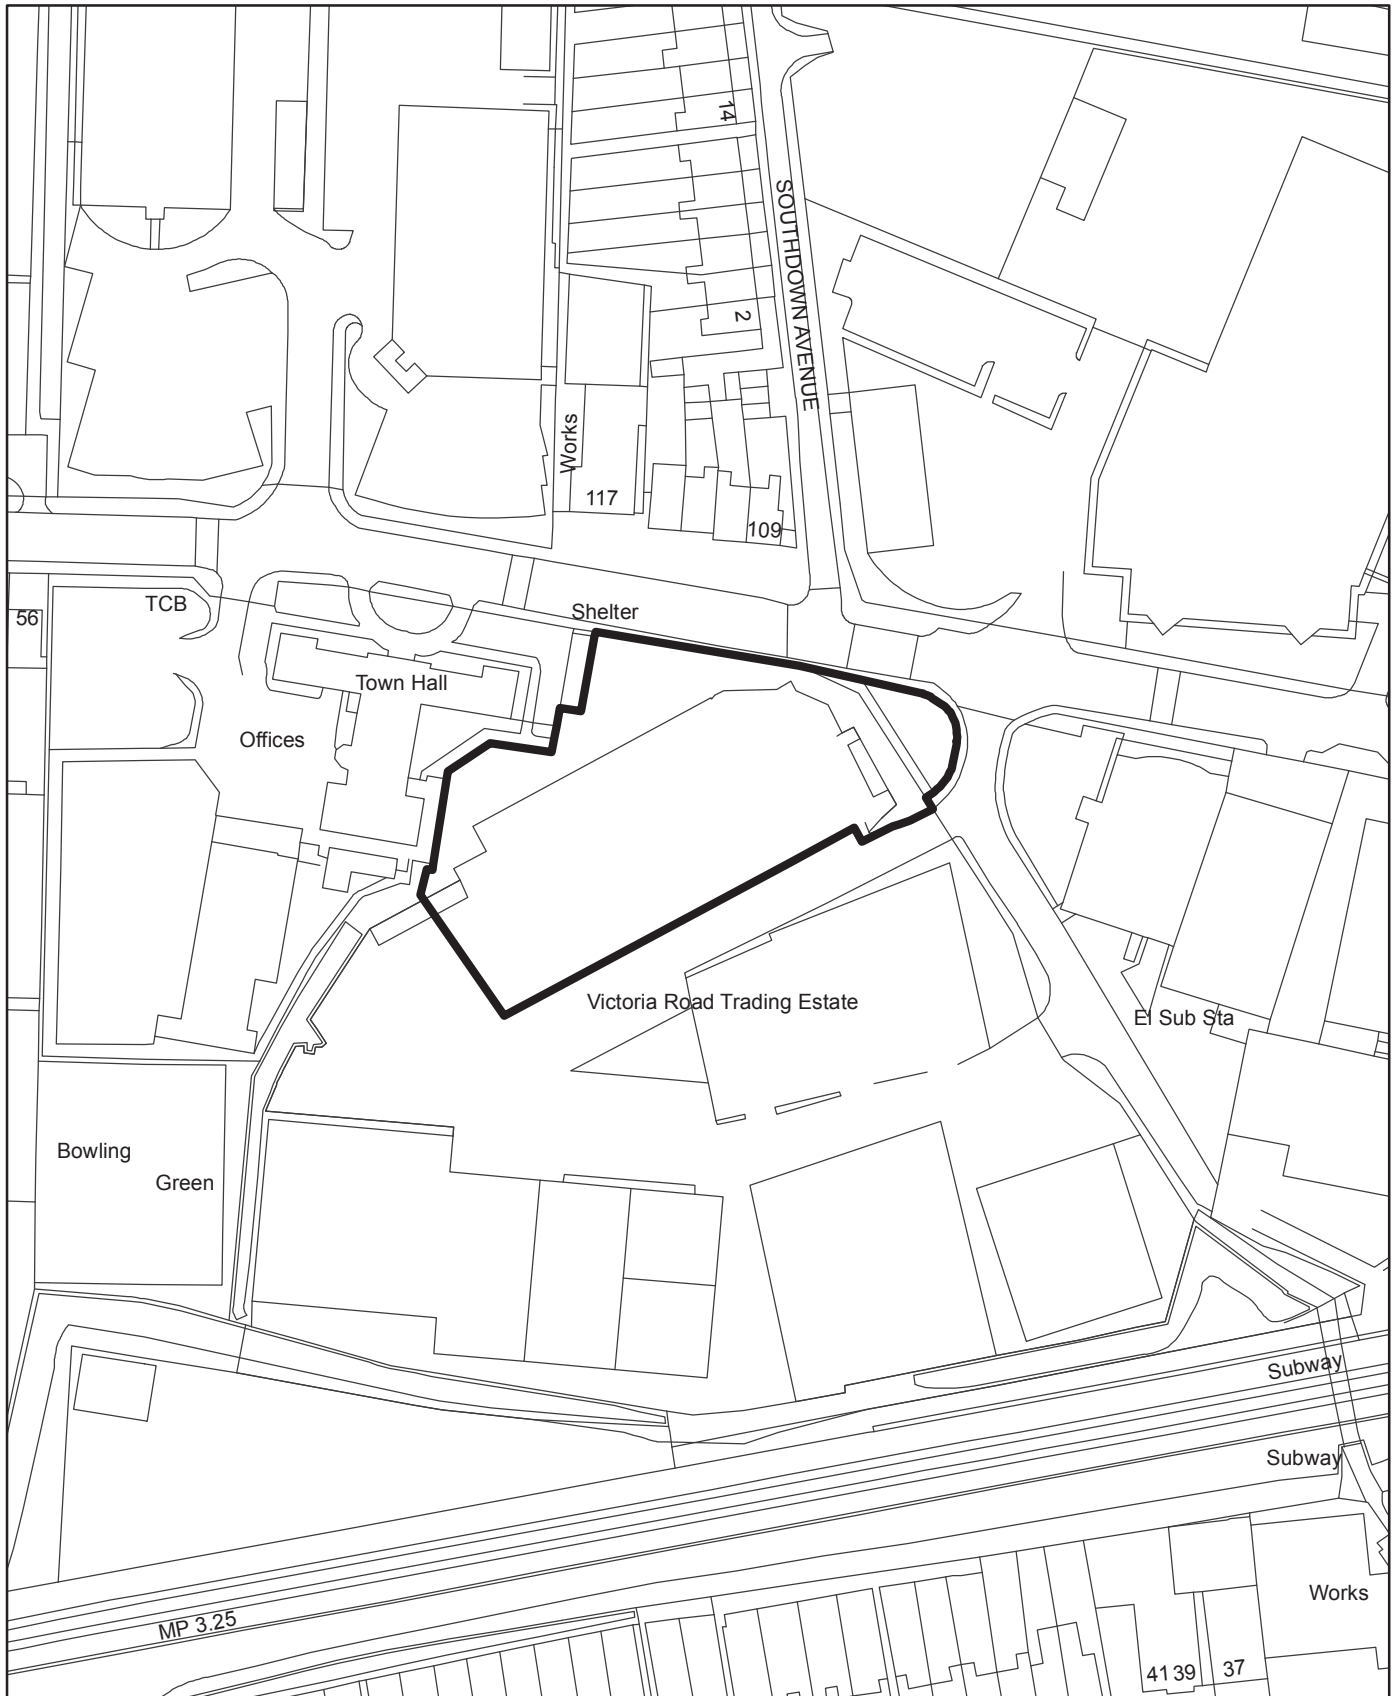 14
SOUTHDOWN AVENUE
2
Works
117
109
TCB
56
Shelter
Town Hall
Offices
Victoria Road Trading Estate
El Sub Sta
Bowling
Green
Subway
Subway
MP 3.25
Works
41 39
37